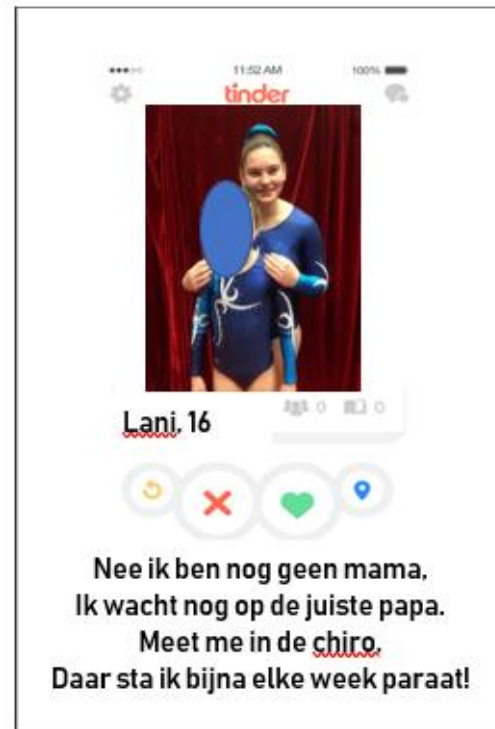 11:52 AM 100%
tinder
Lani, 16
0 0
Nee ik ben nog geen mama,
Ik wacht nog op de juiste papa.
Meet me in de chiro,
Daar sta ik bijna elke week paraat!